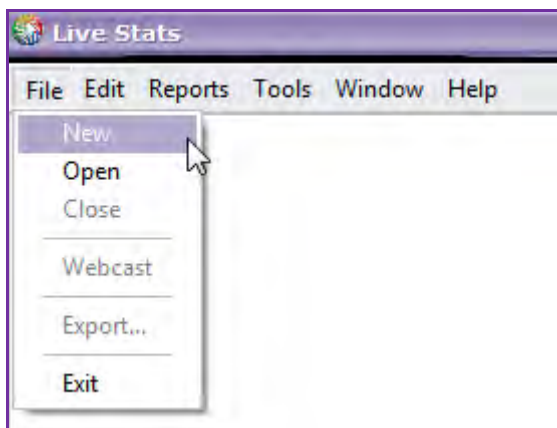 Live Stats
File Edit Reports Tools Window Help
New
Open
Close
Webcast
Export...
Exit